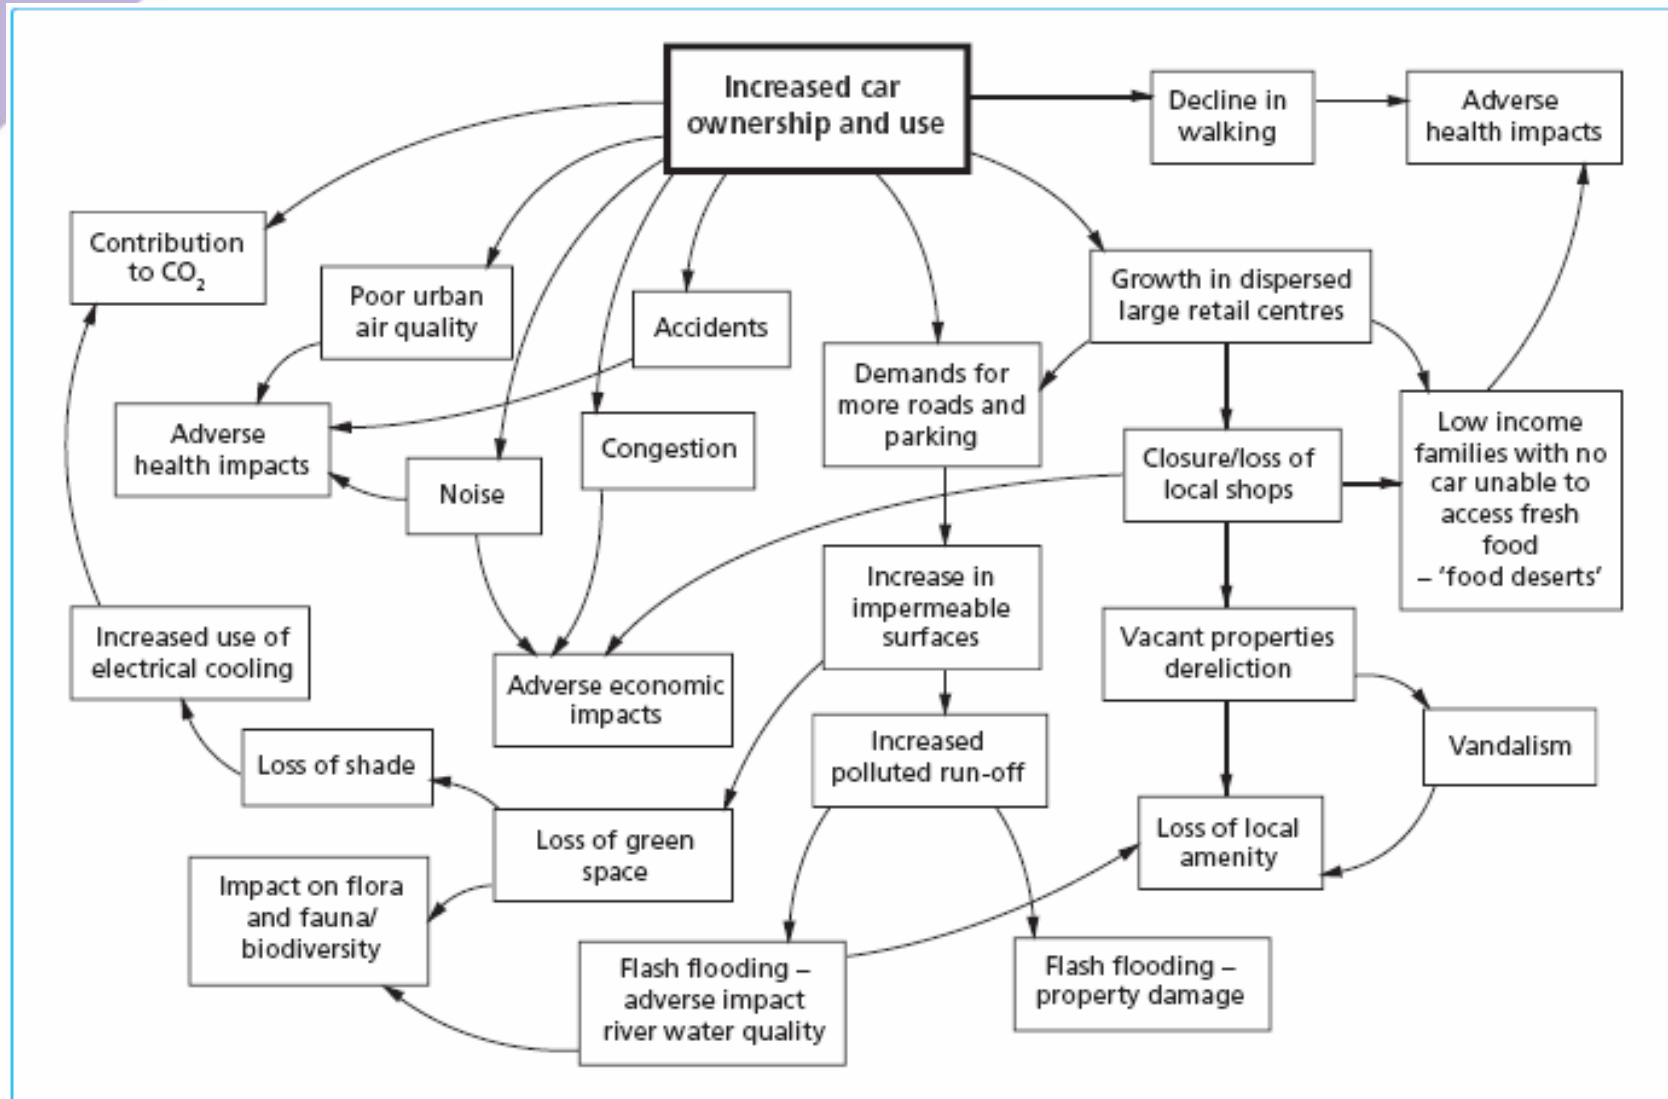 Increased car
ownership and use
Decline in
walking
Adverse
health impacts
Contribution
to CO₂
Poor urban
air quality
Accidents
Growth in dispersed
large retail centres
Demands for
more roads and
parking
Adverse
health impacts
Noise
Congestion
Closure/loss of
local shops
Low income
families with no
car unable to
access fresh
food
– ‘food deserts’
Increase in
impermeable
surfaces
Increased use of
electrical cooling
Adverse economic
impacts
Vacant properties
dereliction
Loss of shade
Increased
polluted run-off
Vandalism
Loss of green
space
Loss of local
amenity
Impact on flora
and fauna/
biodiversity
Flash flooding –
adverse impact
river water quality
Flash flooding –
property damage